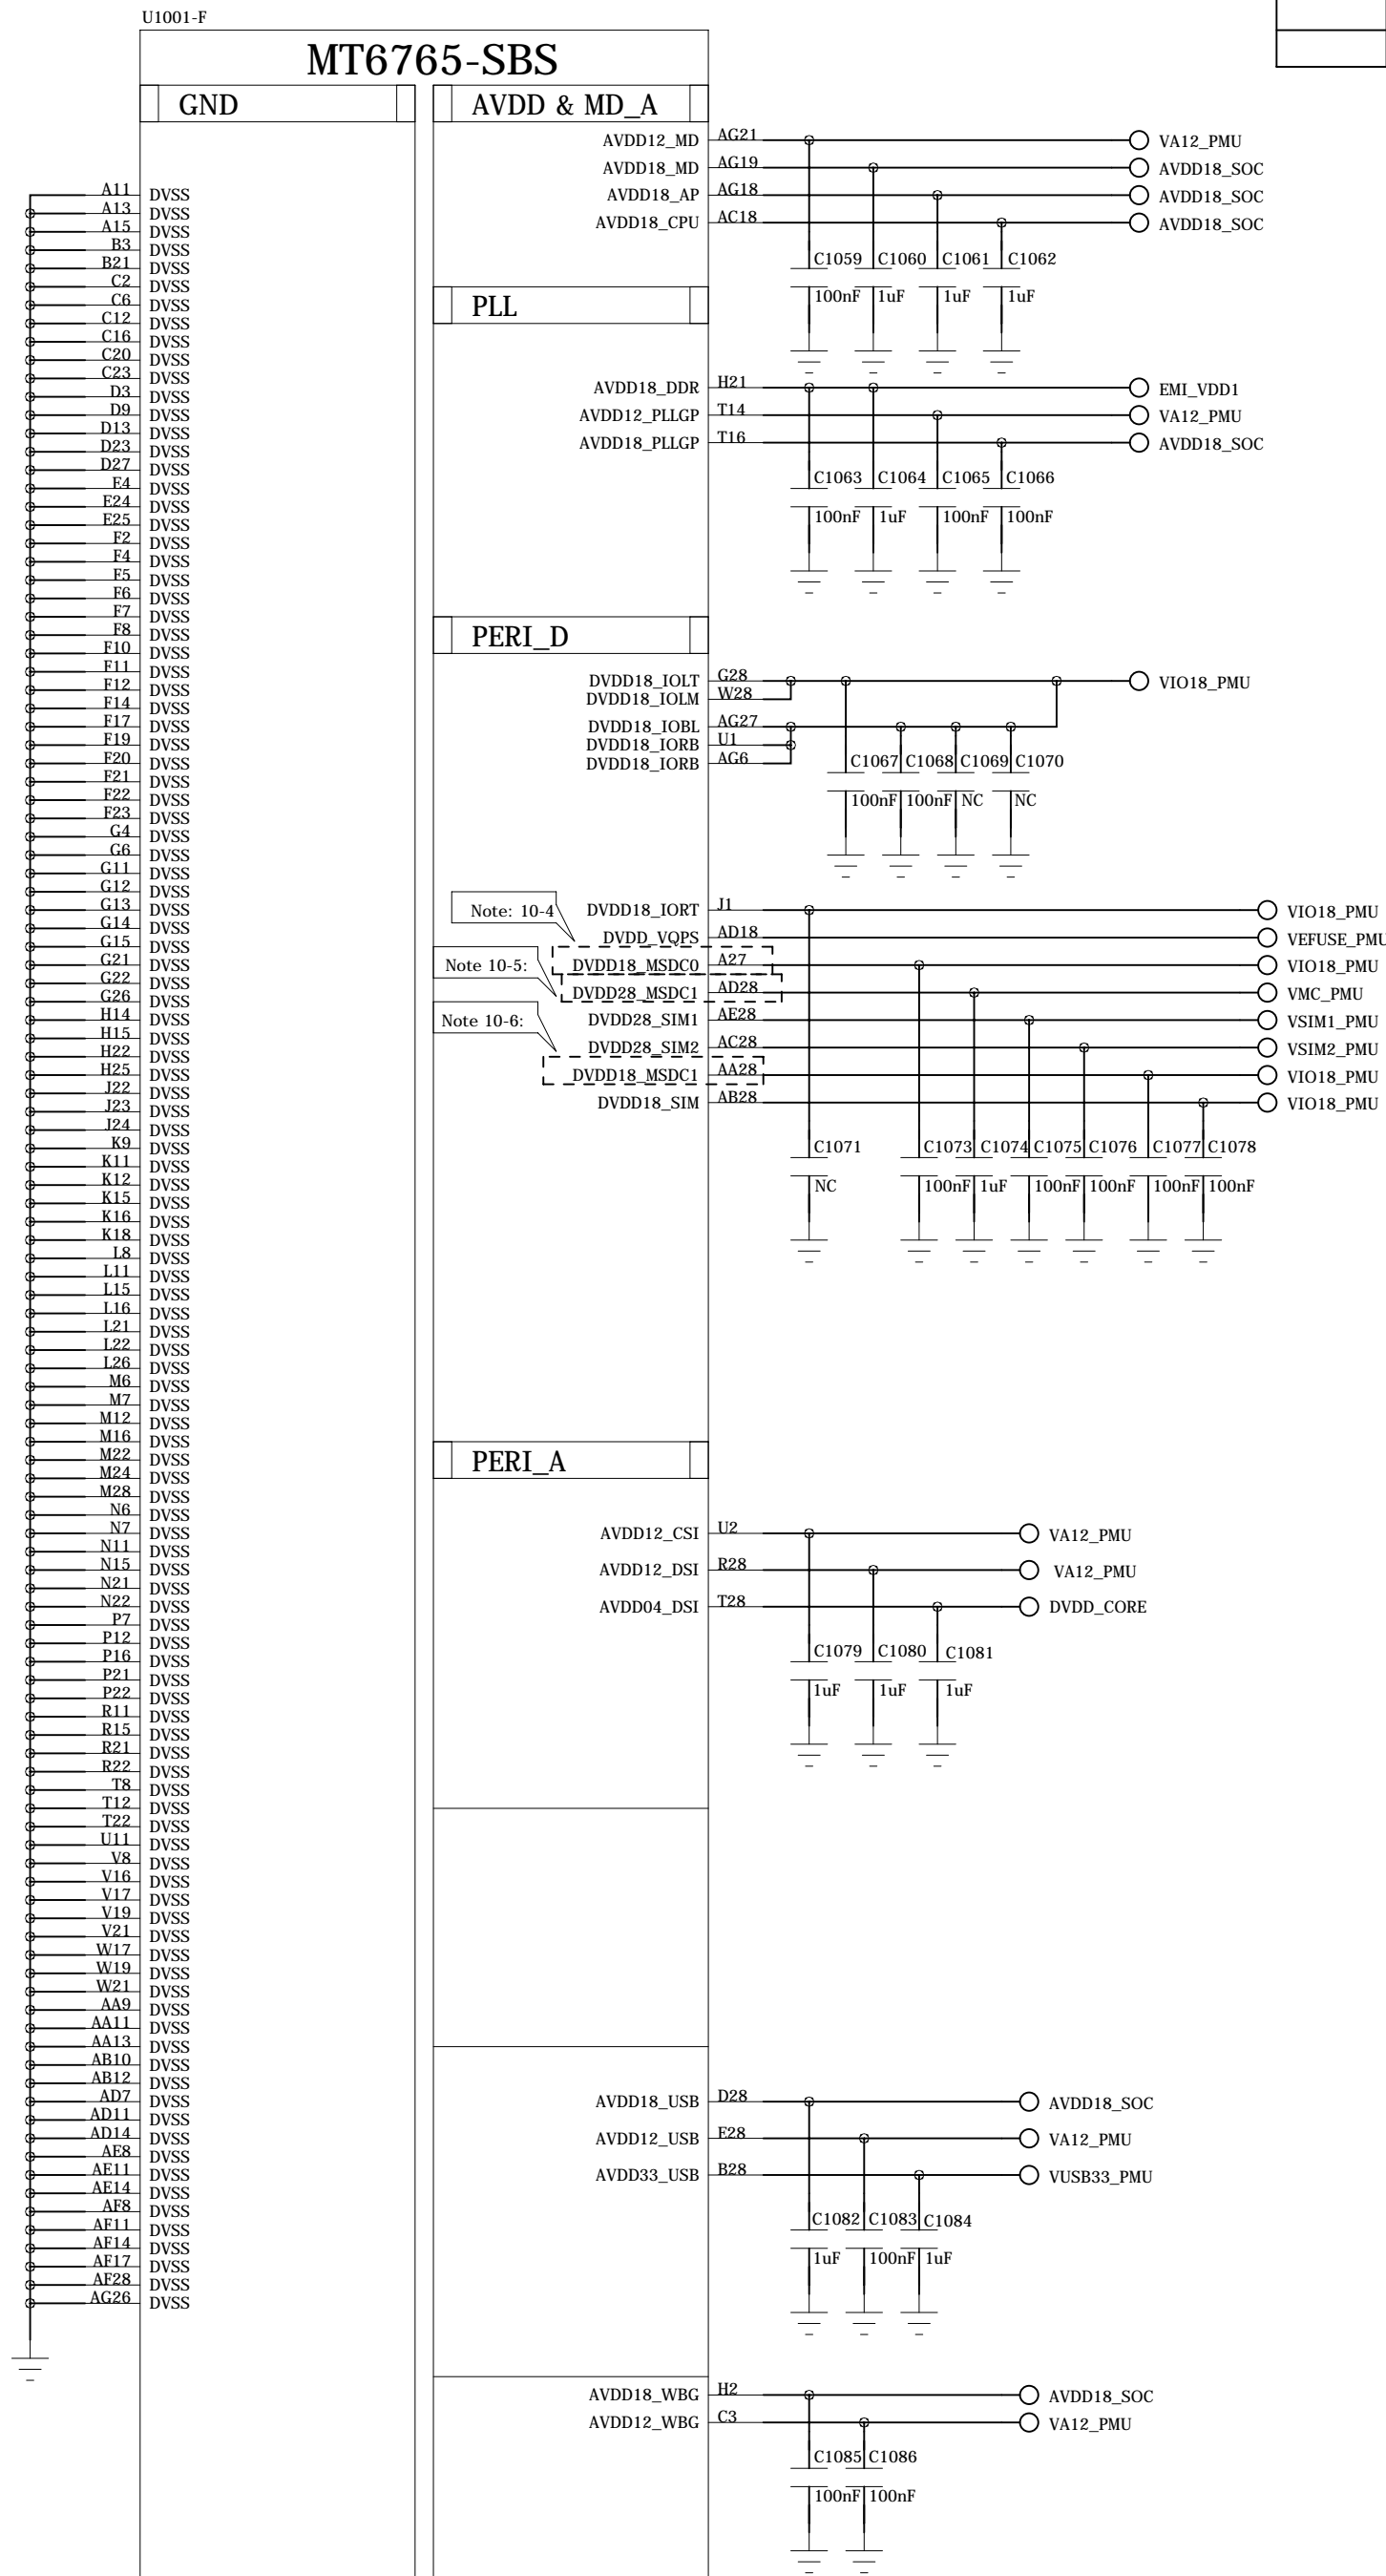 U1001-F
MT6765-SBS
GND
A11 DVSS
A13 DVSS
A15 DVSS
B3 DVSS
B21 DVSS
C2 DVSS
C6 DVSS
C12 DVSS
C16 DVSS
C20 DVSS
C23 DVSS
D3 DVSS
D9 DVSS
D13 DVSS
D23 DVSS
D27 DVSS
E4 DVSS
E24 DVSS
E25 DVSS
F2 DVSS
F4 DVSS
F5 DVSS
F6 DVSS
F7 DVSS
F8 DVSS
F10 DVSS
F11 DVSS
F12 DVSS
F14 DVSS
F17 DVSS
F19 DVSS
F20 DVSS
F21 DVSS
F22 DVSS
F23 DVSS
G4 DVSS
G6 DVSS
G11 DVSS
G12 DVSS
G13 DVSS
G14 DVSS
G15 DVSS
G21 DVSS
G22 DVSS
G26 DVSS
H14 DVSS
H15 DVSS
H22 DVSS
H25 DVSS
J22 DVSS
J23 DVSS
J24 DVSS
K9 DVSS
K11 DVSS
K12 DVSS
K15 DVSS
K16 DVSS
K18 DVSS
L8 DVSS
L11 DVSS
L15 DVSS
L16 DVSS
L21 DVSS
L22 DVSS
L26 DVSS
M6 DVSS
M7 DVSS
M12 DVSS
M16 DVSS
M22 DVSS
M24 DVSS
M28 DVSS
N6 DVSS
N7 DVSS
N11 DVSS
N15 DVSS
N21 DVSS
N22 DVSS
P7 DVSS
P12 DVSS
P16 DVSS
P21 DVSS
P22 DVSS
R11 DVSS
R15 DVSS
R21 DVSS
R22 DVSS
T8 DVSS
T12 DVSS
T22 DVSS
U11 DVSS
V8 DVSS
V16 DVSS
V17 DVSS
V19 DVSS
V21 DVSS
W17 DVSS
W19 DVSS
W21 DVSS
AA9 DVSS
AA11 DVSS
AA13 DVSS
AB10 DVSS
AB12 DVSS
AD7 DVSS
AD11 DVSS
AD14 DVSS
AE8 DVSS
AE11 DVSS
AE14 DVSS
AF8 DVSS
AF11 DVSS
AF14 DVSS
AF17 DVSS
AF28 DVSS
AG26 DVSS
AVDD & MD_A
AVDD12_MD AG21 VA12_PMU
AVDD18_MD AG19 AVDD18_SOC
AVDD18_AP AG18 AVDD18_SOC
AVDD18_CPU AC18 AVDD18_SOC
C1059 C1060 C1061 C1062
100nF 1uF 1uF 1uF
PLL
AVDD18_DDR H21 EMI_VDD1
AVDD12_PLLGP T14 VA12_PMU
AVDD18_PLLGP T16 AVDD18_SOC
C1063 C1064 C1065 C1066
100nF 1uF 100nF 100nF
PERI_D
DVDD18_IOLT G28 VIO18_PMU
DVDD18_IOLM W28
DVDD18_IOBL AG27
DVDD18_IORB U1
DVDD18_IORB AG6
C1067 C1068 C1069 C1070
100nF 100nF NC NC
Note: 10-4
DVDD18_IORT J1 VIO18_PMU
DVDD_VQPS AD18 VEFUSE_PMU
Note 10-5:
DVDD18_MSDC0 A27 VIO18_PMU
DVDD28_MSDC1 AD28 VMC_PMU
Note 10-6:
DVDD28_SIM1 AE28 VSIM1_PMU
DVDD28_SIM2 AC28 VSIM2_PMU
DVDD18_MSDC1 AA28 VIO18_PMU
DVDD18_SIM AB28 VIO18_PMU
C1071 C1073 C1074 C1075 C1076 C1077 C1078
NC 100nF 1uF 100nF 100nF 100nF 100nF
PERI_A
AVDD12_CSI U2 VA12_PMU
AVDD12_DSI R28 VA12_PMU
AVDD04_DSI T28 DVDD_CORE
C1079 C1080 C1081
1uF 1uF 1uF
AVDD18_USB D28 AVDD18_SOC
AVDD12_USB E28 VA12_PMU
AVDD33_USB B28 VUSB33_PMU
C1082 C1083 C1084
1uF 100nF 1uF
AVDD18_WBG H2 AVDD18_SOC
AVDD12_WBG C3 VA12_PMU
C1085 C1086
100nF 100nF